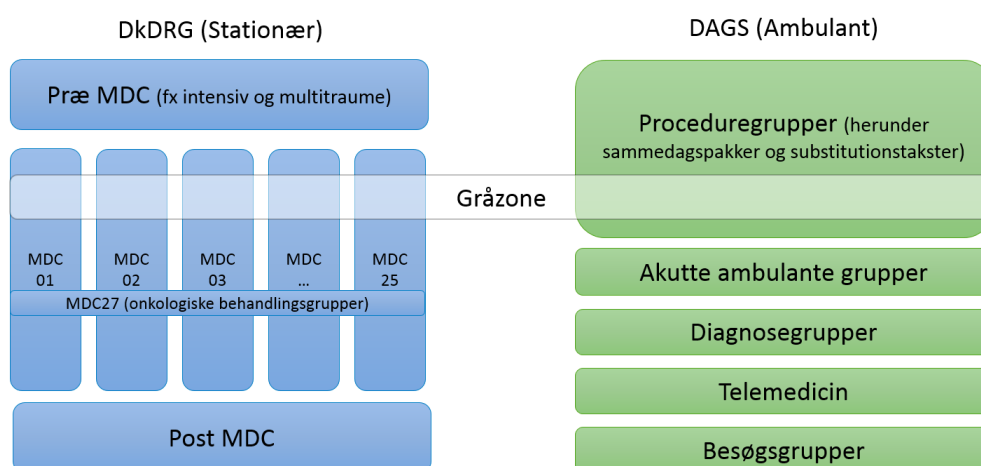 DkDRG (Stationær)
DAGS (Ambulant)
Præ MDC (fx intensiv og multitraume)
Proceduregrupper (herunder
sammedagspakker og substitutionstakster)
Gråzone
MDC
01
MDC
02
MDC
03
MDC
...
MDC
25
MDC27 (onkologiske behandlingsgrupper)
Akutte ambulante grupper
Diagnosegrupper
Telemedicin
Post MDC
Besøgsgrupper